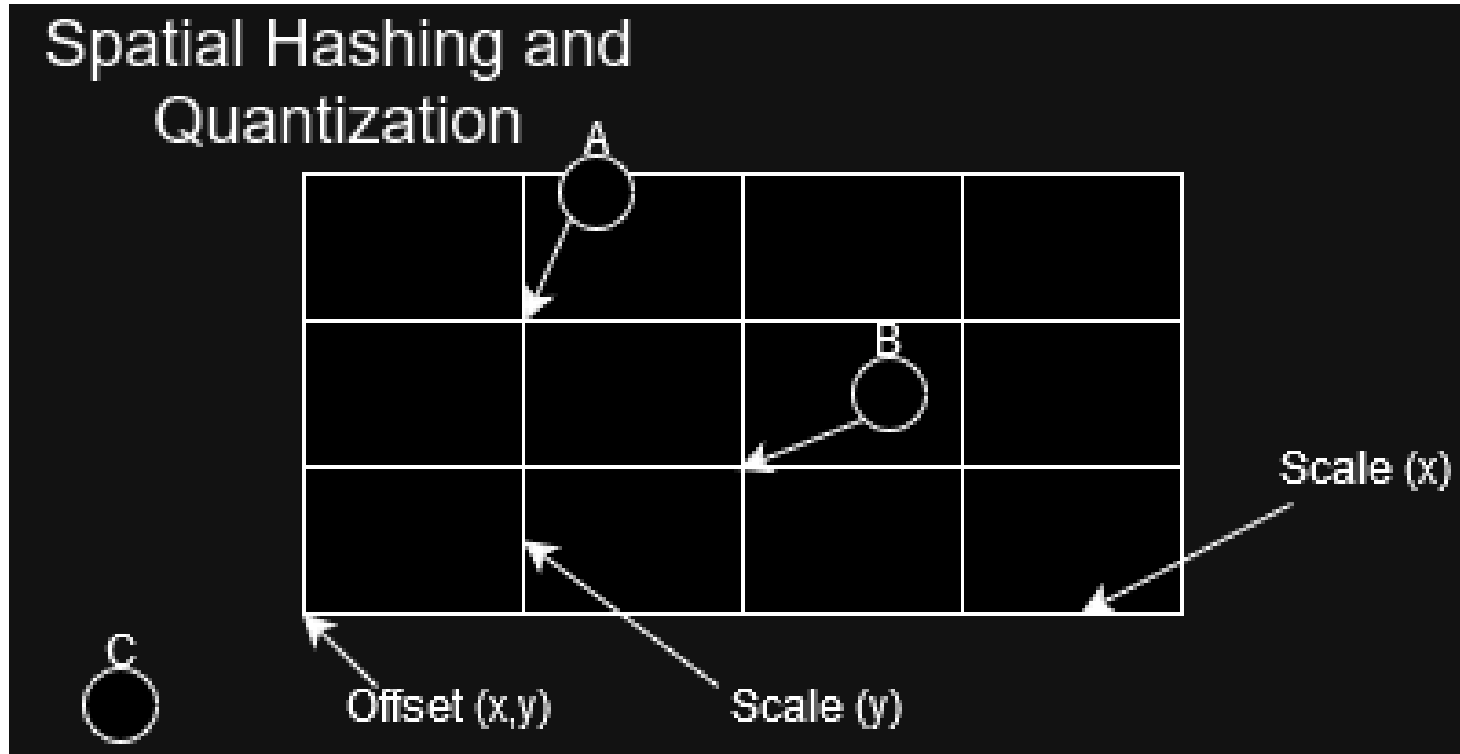 Spatial Hashing and
Quantization
A
B
Scale (x)
C
Offset (x,y)
Scale (y)